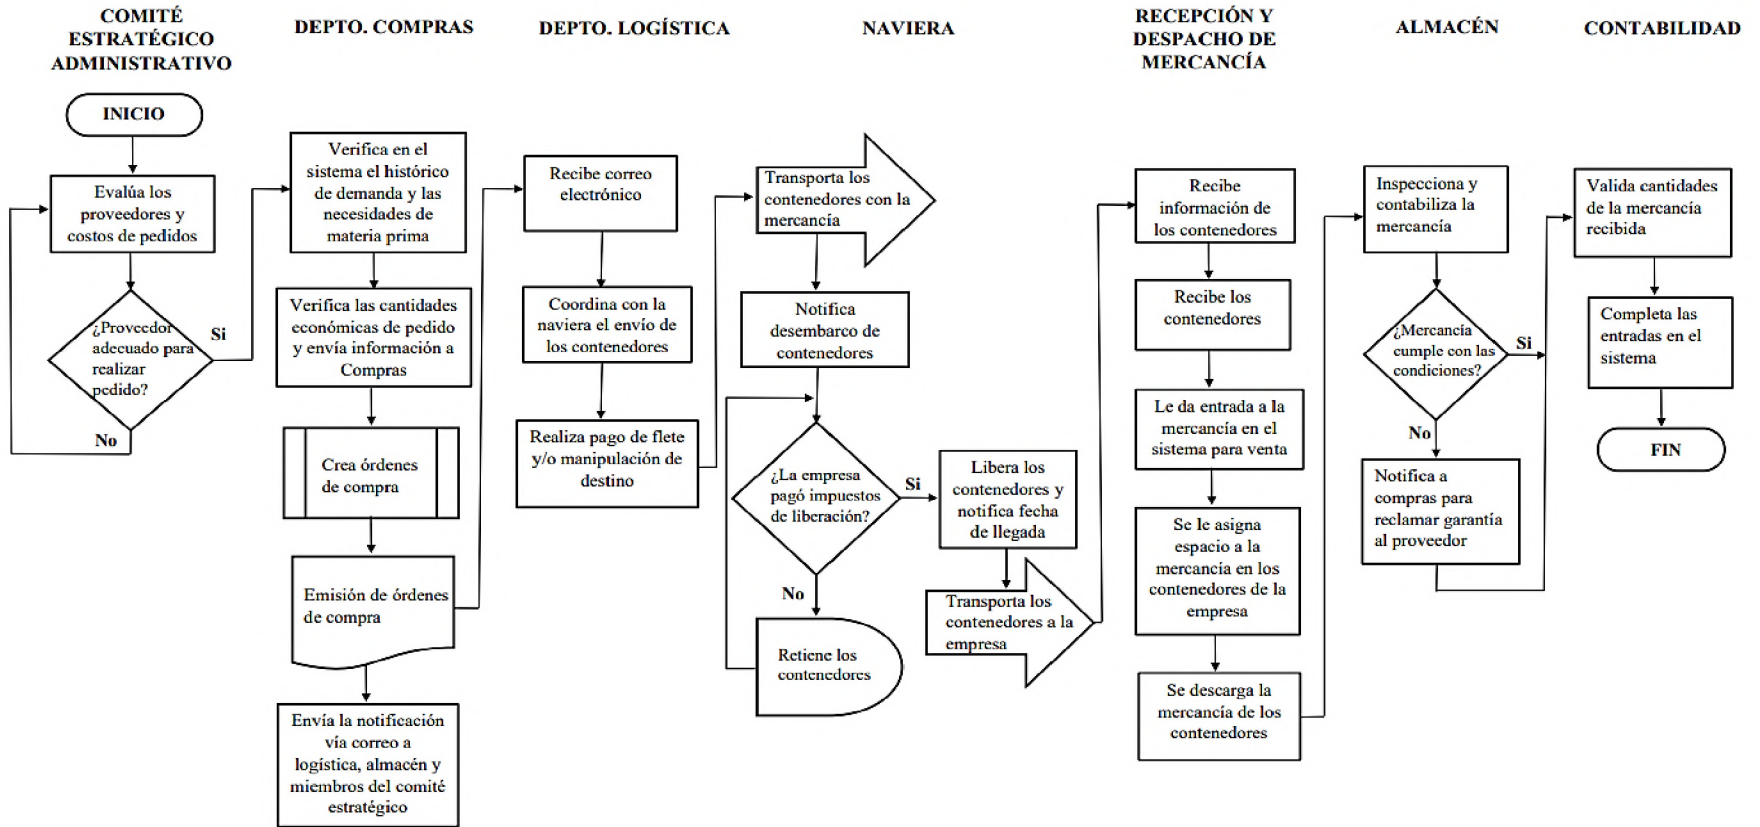 COMITÉ
ESTRATÉGICO
ADMINISTRATIVO
INICIO
Evalúa los
proveedores y
costos de pedidos
¿Proveedor
adecuado para
realizar
pedido?
Si
No
DEPTO. COMPRAS
Verifica en el
sistema el histórico
de demanda y las
necesidades de
materia prima
Verifica las cantidades
económicas de pedido
y envía información a
Compras
Crea órdenes
de compra
Emisión de órdenes
de compra
Envía la notificación
vía correo a
logística, almacén y
miembros del comité
estratégico
DEPTO. LOGÍSTICA
Recibe correo
electrónico
Coordina con la
naviera el envío de
los contenedores
Realiza pago de flete
y/o manipulación de
destino
NAVIERA
Transporta los
contenedores con la
mercancía
Notifica
desembarco de
contenedores
¿La empresa
pagó impuestos
de liberación?
Si
No
Retiene los
contenedores
Libera los
contenedores y
notifica fecha
de llegada
Transporta los
contenedores a la
empresa
RECEPCIÓN Y
DESPACHO DE
MERCANCÍA
Recibe
información de
los contenedores
Recibe los
contenedores
Le da entrada a la
mercancía en el
sistema para venta
Se le asigna
espacio a la
mercancía en los
contenedores de la
empresa
Se descarga la
mercancía de los
contenedores
ALMACÉN
Inspecciona y
contabiliza la
mercancía
¿Mercancía
cumple con las
condiciones?
Si
No
Notifica a
compras para
reclamar garantía
al proveedor
CONTABILIDAD
Valida cantidades
de la mercancía
recibida
Completa las
entradas en el
sistema
FIN